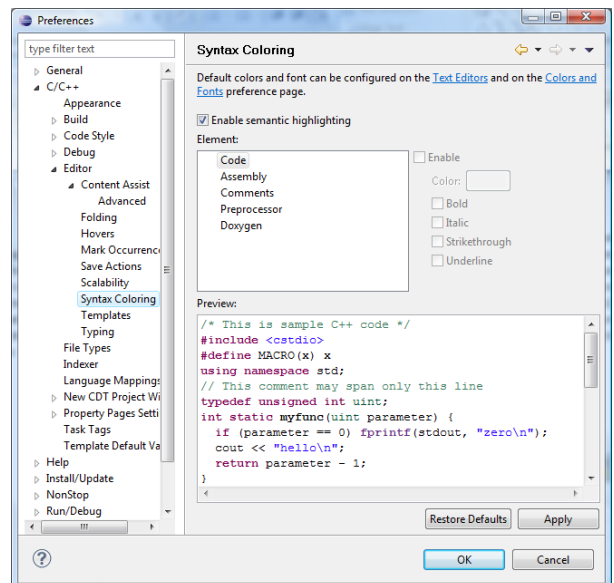 Preferences
type filter text
General
C/C++
Appearance
Build
Code Style
Debug
Editor
Content Assist
Advanced
Folding
Hovers
Mark Occurrenc
Save Actions
Scalability
Syntax Coloring
Templates
Typing
File Types
Indexer
Language Mappings
New CDT Project Wi
Property Pages Setti
Task Tags
Template Default Va
Help
Install/Update
NonStop
Run/Debug
Syntax Coloring
Default colors and font can be configured on the Text Editors and on the Colors and
Fonts preference page.
Enable semantic highlighting
Element:
Code
Assembly
Comments
Preprocessor
Doxygen
Enable
Color:
Bold
Italic
Strikethrough
Underline
Preview:
/* This is sample C++ code */
#include <cstdio>
#define MACRO(x) x
using namespace std;
// This comment may span only this line
typedef unsigned int uint;
int static myfunc(uint parameter) {
if (parameter == 0) fprintf(stdout, "zero\n");
cout << "hello\n";
return parameter - 1;
}
Restore Defaults
Apply
?
OK
Cancel